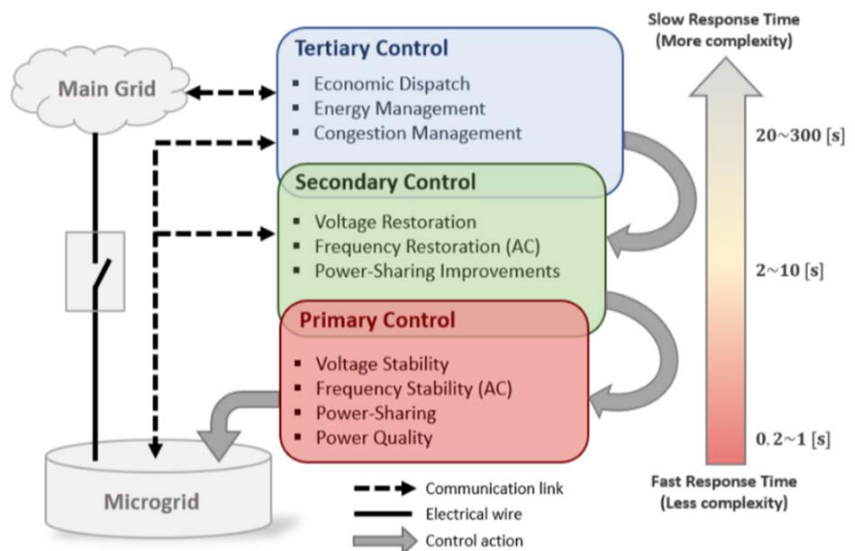 Slow Response Time
(More complexity)
Main Grid
Tertiary Control
▪ Economic Dispatch
▪ Energy Management
▪ Congestion Management
20~300 [s]
Secondary Control
▪ Voltage Restoration
▪ Frequency Restoration (AC)
▪ Power-Sharing Improvements
2~10 [s]
Primary Control
▪ Voltage Stability
▪ Frequency Stability (AC)
▪ Power-Sharing
▪ Power Quality
0.2~1 [s]
Fast Response Time
(Less complexity)
Microgrid
Communication link
Electrical wire
Control action